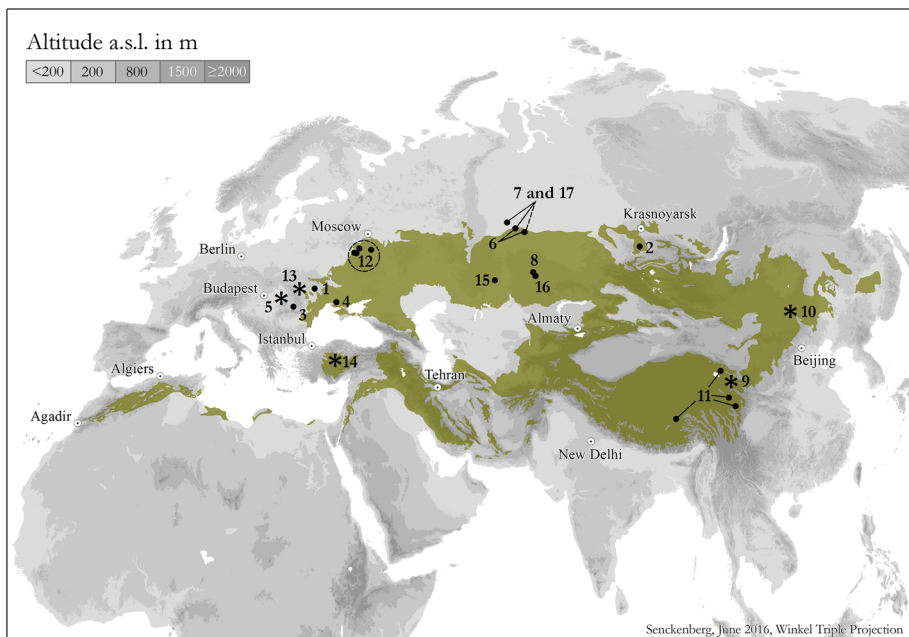 Altitude a.s.l. in m
<200 200 800 1500 ≥2000
7 and 17
Krasnoyarsk
Moscow
6
2
Berlin
12
8
13
15
16
Budapest
1
5
3
4
10
Almaty
Istanbul
14
Beijing
Algiers
Tehran
9
11
Agadir
New Delhi
Senckenberg, June 2016, Winkel Triple Projection